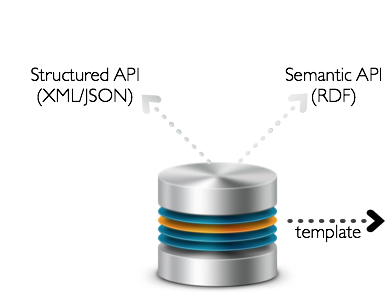 Structured API
(XML/JSON)
Semantic API
(RDF)
template